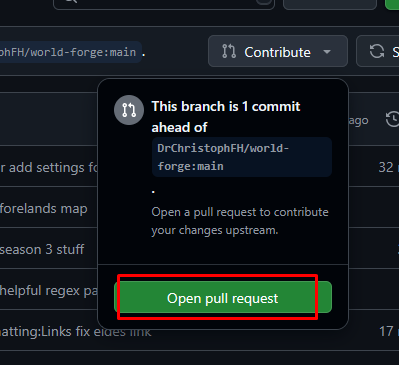 phFH/world-forge:main.
Contribute
S
This branch is 1 commit
ahead of
DrChristophFH/world-
forge:main
.
Open a pull request to contribute
your changes upstream.
Open pull request
ago
r add settings fo
32
forelands map
season 3 stuff
helpful regex pa
atting:Links fix eldes link
17